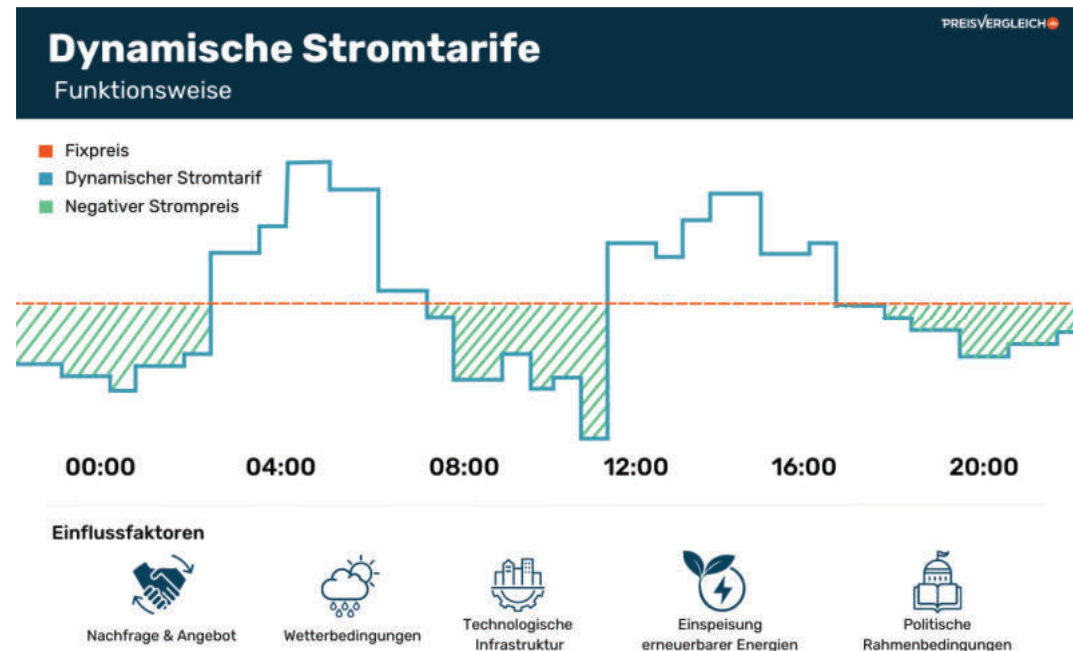 PREISVERGLEICH
Dynamische Stromtarife
Funktionsweise
Fixpreis
Dynamischer Stromtarif
Negativer Strompreis
00:00 04:00 08:00 12:00 16:00 20:00
Einflussfaktoren
Nachfrage & Angebot
Wetterbedingungen
Technologische
Infrastruktur
Einspeisung
erneuerbarer Energien
Politische
Rahmenbedingungen